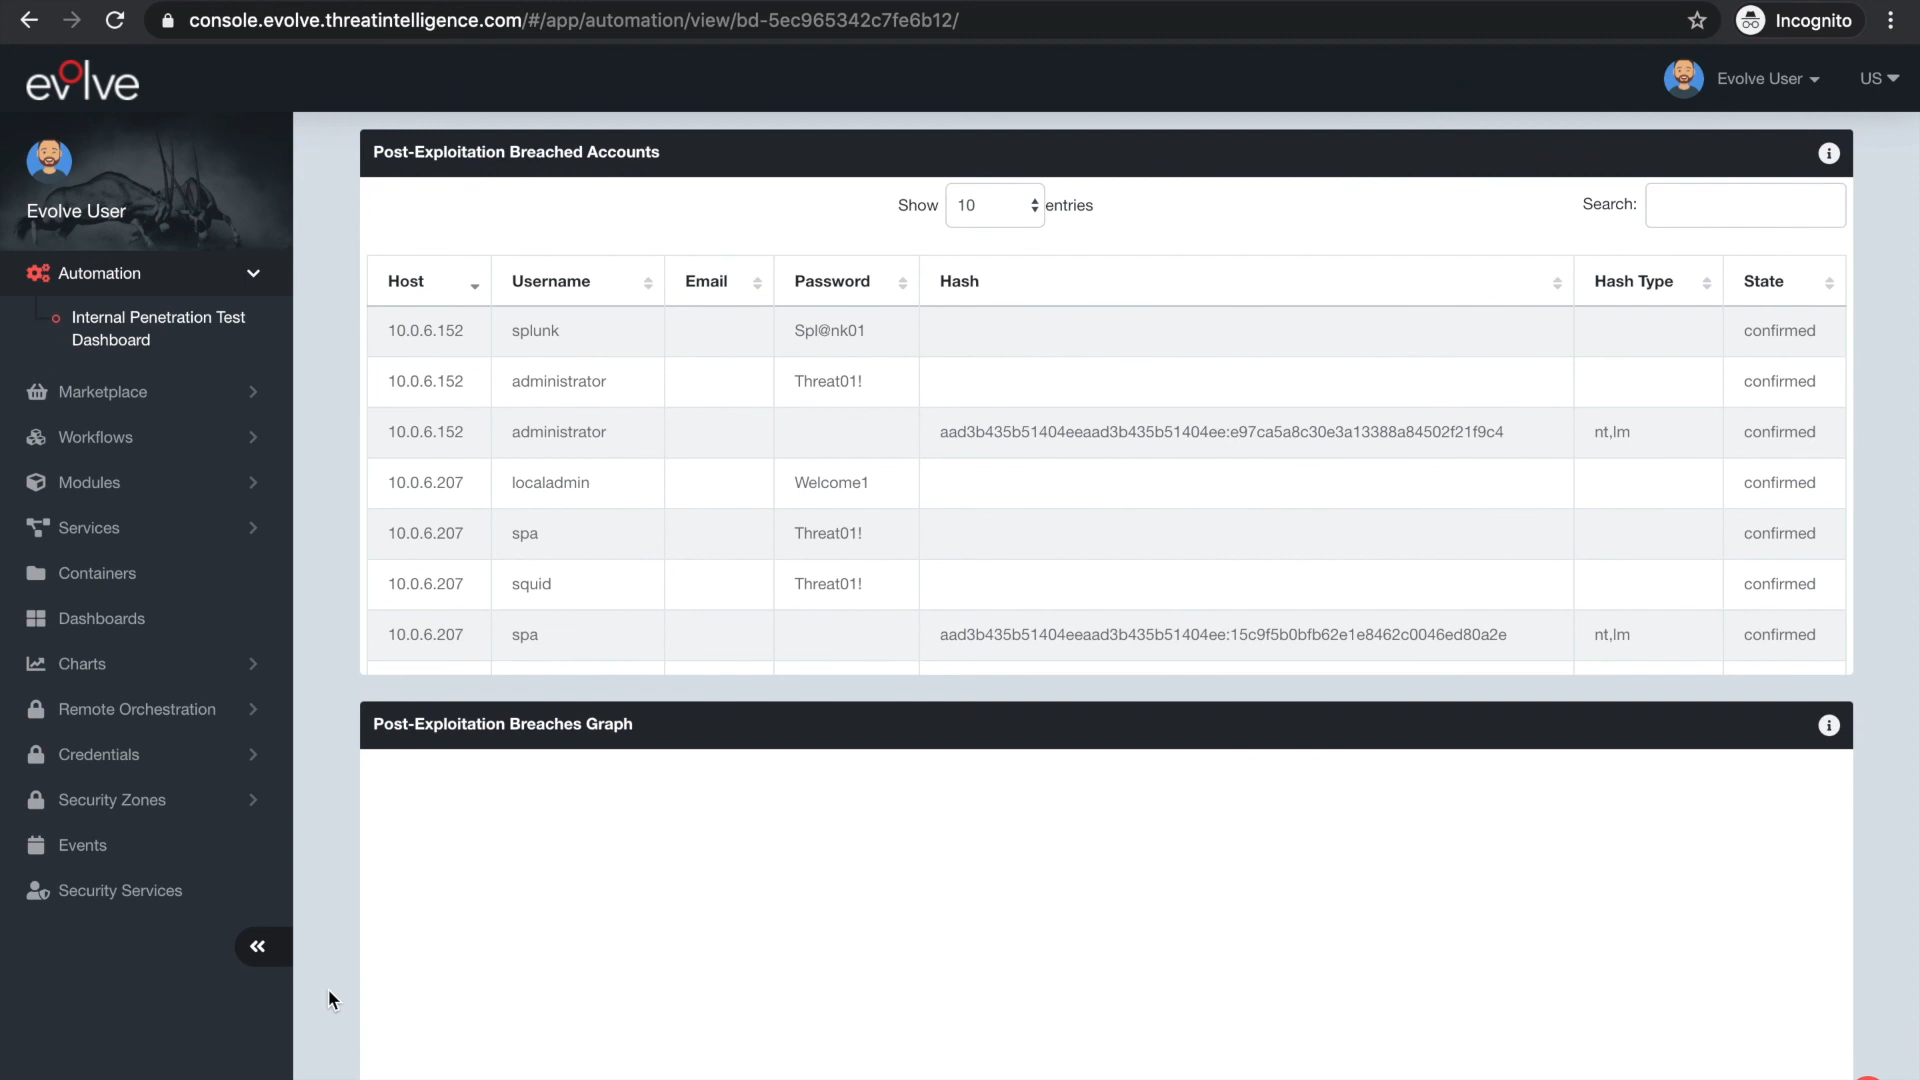 console.evolve.threatintelligence.com/#/app/automation/view/bd-5ec965342c7fe6b12/
Incognito
evolve
Evolve User
US
Evolve User
Automation
Internal Penetration Test
Dashboard
Marketplace
Workflows
Modules
Services
Containers
Dashboards
Charts
Remote Orchestration
Credentials
Security Zones
Events
Security Services
Post-Exploitation Breached Accounts
Show 10 entries
Search:
Host Username Email Password Hash Hash Type State
10.0.6.152 splunk Spl@nk01 confirmed
10.0.6.152 administrator Threat01! confirmed
10.0.6.152 administrator aad3b435b51404eeaad3b435b51404ee:e97ca5a8c30e3a13388a84502f21f9c4 nt,lm confirmed
10.0.6.207 localadmin Welcome1 confirmed
10.0.6.207 spa Threat01! confirmed
10.0.6.207 squid Threat01! confirmed
10.0.6.207 spa aad3b435b51404eeaad3b435b51404ee:15c9f5b0bfb62e1e8462c0046ed80a2e nt,lm confirmed
Post-Exploitation Breaches Graph